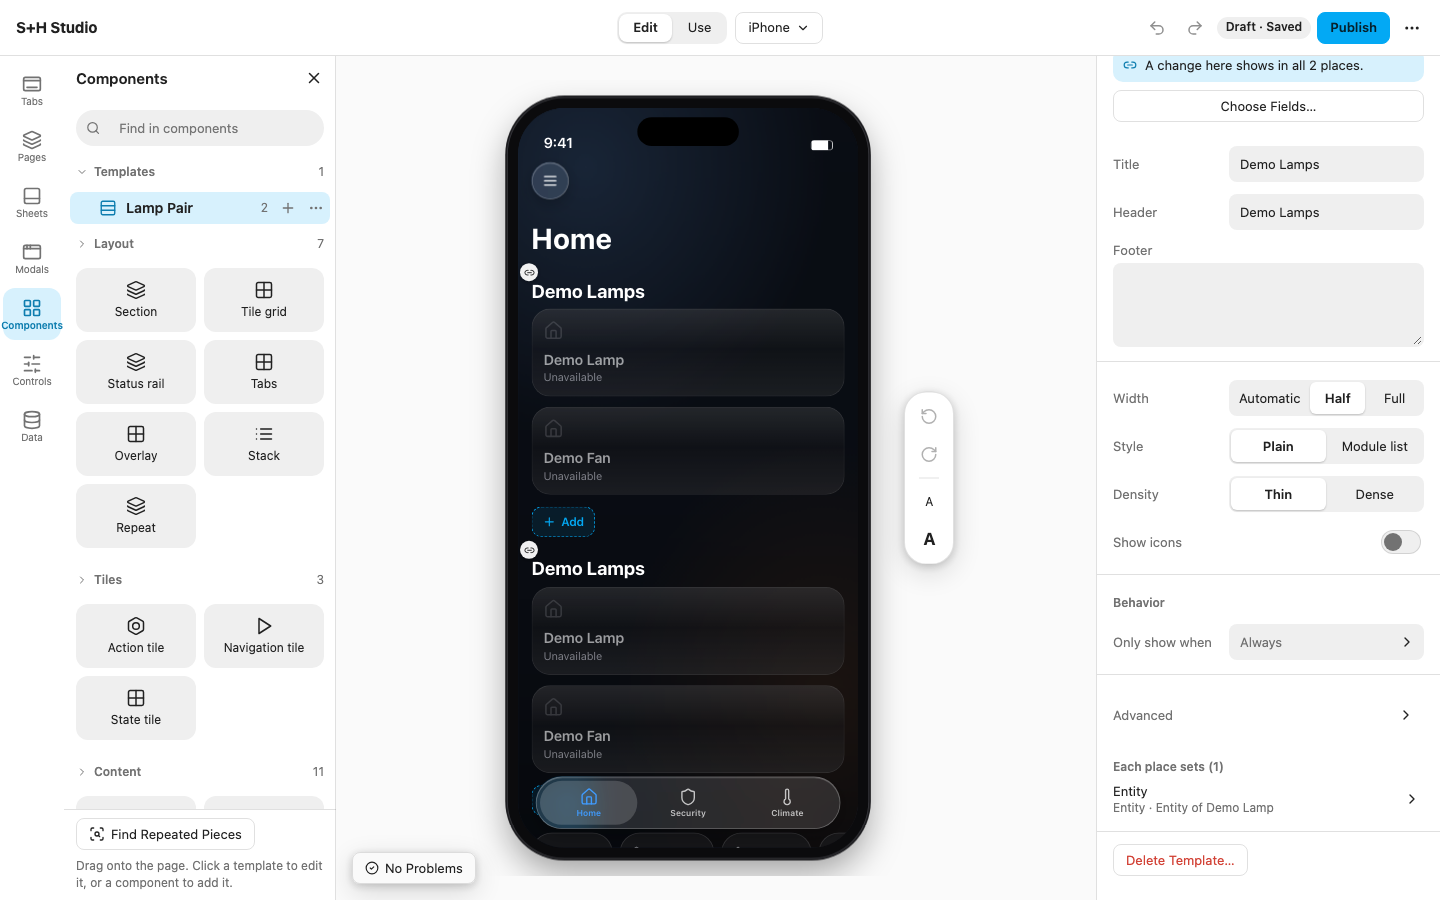 S+H Studio
Edit
Use
iPhone
Draft · Saved
Publish
Tabs
Pages
Sheets
Modals
Components
Controls
Data
Components
Find in components
Templates 1
Lamp Pair 2
Layout 7
Section
Tile grid
Status rail
Tabs
Overlay
Stack
Repeat
Tiles 3
Action tile
Navigation tile
State tile
Content 11
Find Repeated Pieces
Drag onto the page. Click a template to edit
it, or a component to add it.
9:41
Home
Demo Lamps
Demo Lamp
Unavailable
Demo Fan
Unavailable
Add
Demo Lamps
Demo Lamp
Unavailable
Demo Fan
Unavailable
Home
Security
Climate
No Problems
A
A
A change here shows in all 2 places.
Choose Fields...
Title Demo Lamps
Header Demo Lamps
Footer
Width Automatic Half Full
Style Plain Module list
Density Thin Dense
Show icons
Behavior
Only show when Always
Advanced
Each place sets (1)
Entity
Entity · Entity of Demo Lamp
Delete Template...